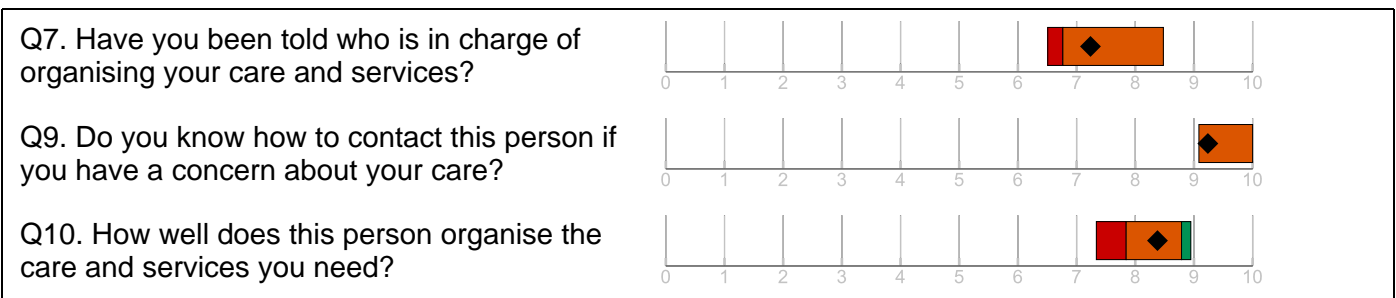 Q7. Have you been told who is in charge of
organising your care and services?
0 1 2 3 4 5 6 7 8 9 10
Q9. Do you know how to contact this person if
you have a concern about your care?
0 1 2 3 4 5 6 7 8 9 10
Q10. How well does this person organise the
care and services you need?
0 1 2 3 4 5 6 7 8 9 10